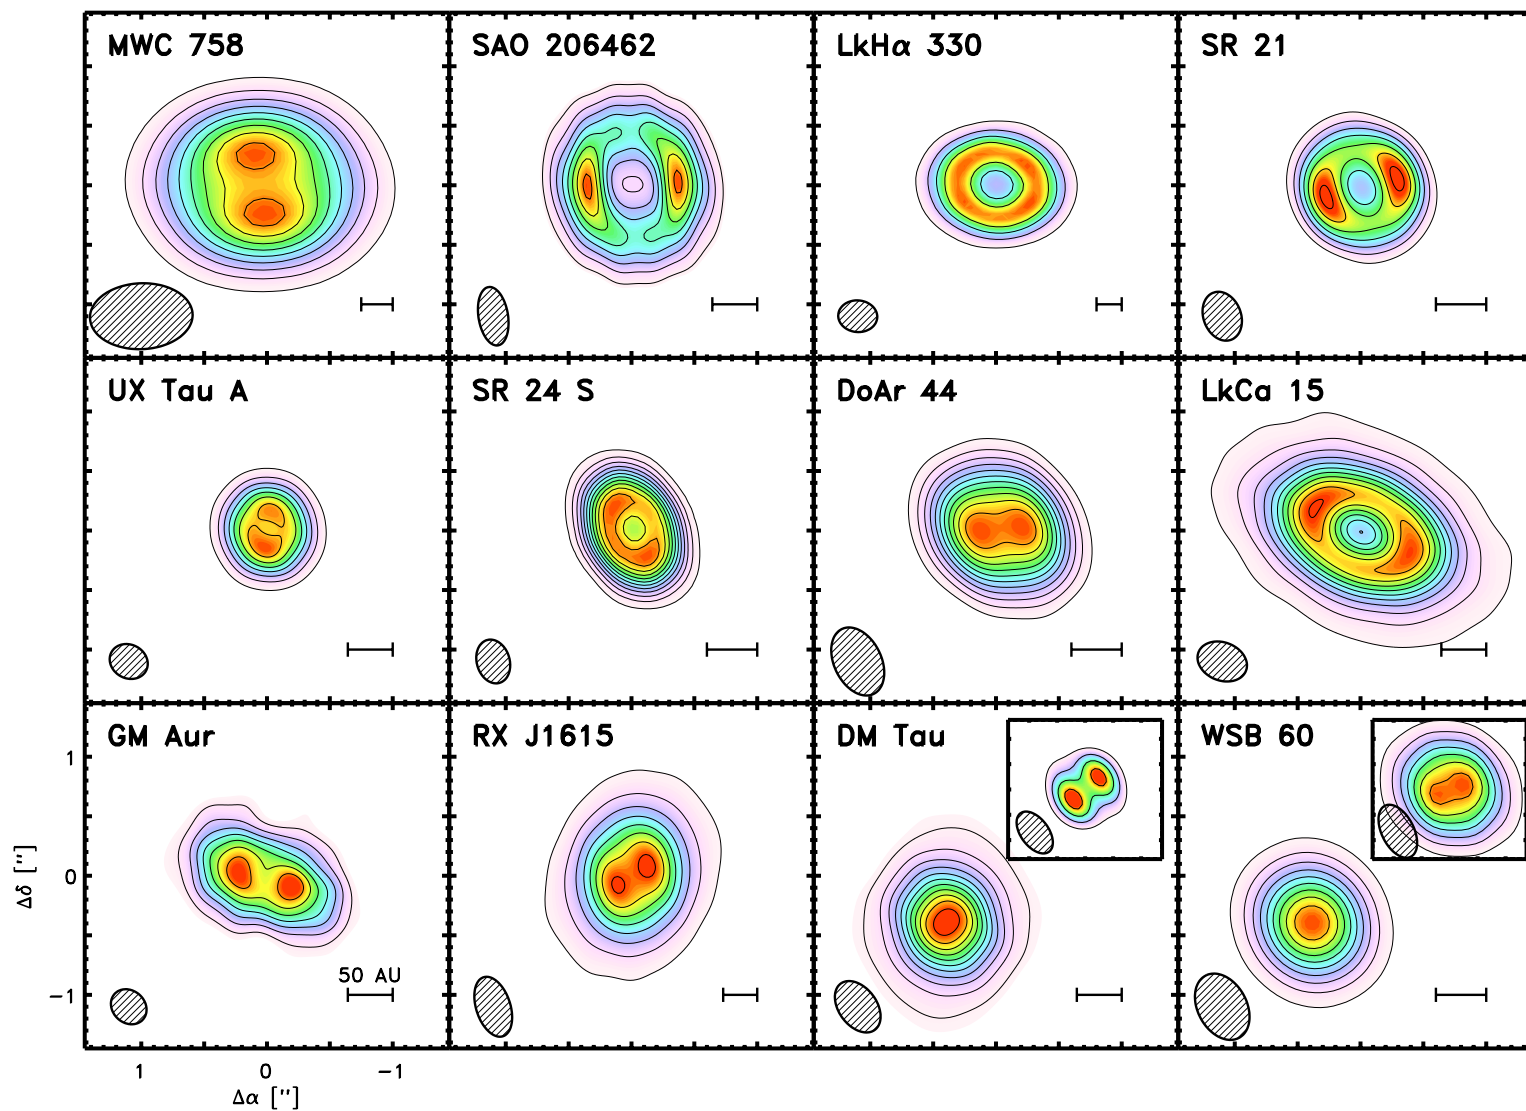 MWC 758
SAO 206462
LkHα 330
SR 21
UX Tau A
SR 24 S
DoAr 44
LkCa 15
GM Aur
RX J1615
DM Tau
WSB 60
1
0
−1
Δδ ["]
50 AU
1
0
−1
Δα ["]